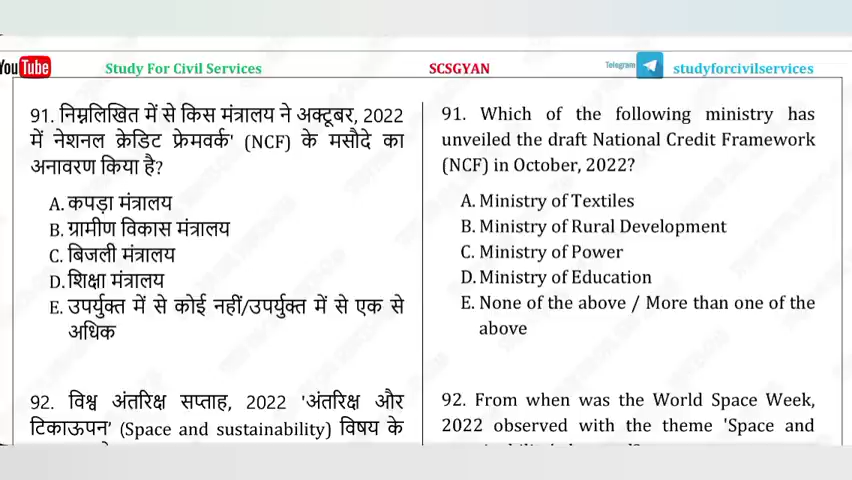 YouTube
Study For Civil Services
SCSGYAN
Telegram
studyforcivilservices
91. निम्नलिखित में से किस मंत्रालय ने अक्टूबर, 2022
में नेशनल क्रेडिट फ्रेमवर्क' (NCF) के मसौदे का
अनावरण किया है?
A. कपड़ा मंत्रालय
B. ग्रामीण विकास मंत्रालय
C. बिजली मंत्रालय
D. शिक्षा मंत्रालय
E. उपर्युक्त में से कोई नहीं/उपर्युक्त में से एक से
अधिक
92. विश्व अंतरिक्ष सप्ताह, 2022 'अंतरिक्ष और
टिकाऊपन' (Space and sustainability) विषय के
91. Which of the following ministry has
unveiled the draft National Credit Framework
(NCF) in October, 2022?
A. Ministry of Textiles
B. Ministry of Rural Development
C. Ministry of Power
D. Ministry of Education
E. None of the above / More than one of the
above
92. From when was the World Space Week,
2022 observed with the theme 'Space and